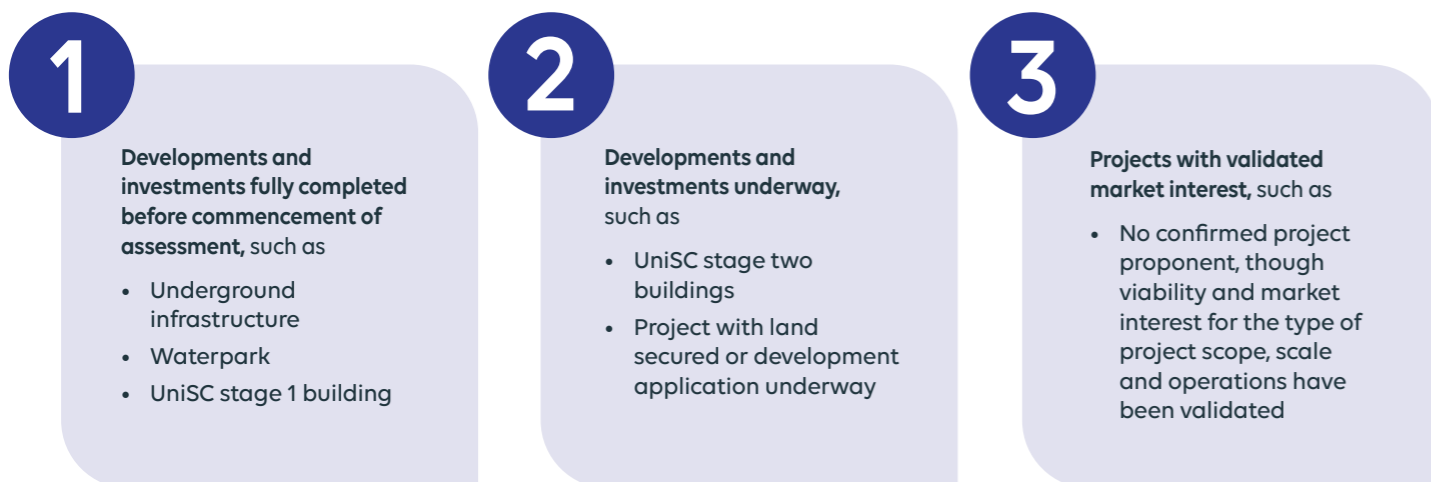 1
Developments and
investments fully completed
before commencement of
assessment, such as
• Underground
infrastructure
• Waterpark
• UniSC stage 1 building
2
Developments and
investments underway,
such as
• UniSC stage two
buildings
• Project with land
secured or development
application underway
3
Projects with validated
market interest, such as
• No confirmed project
proponent, though
viability and market
interest for the type of
project scope, scale
and operations have
been validated